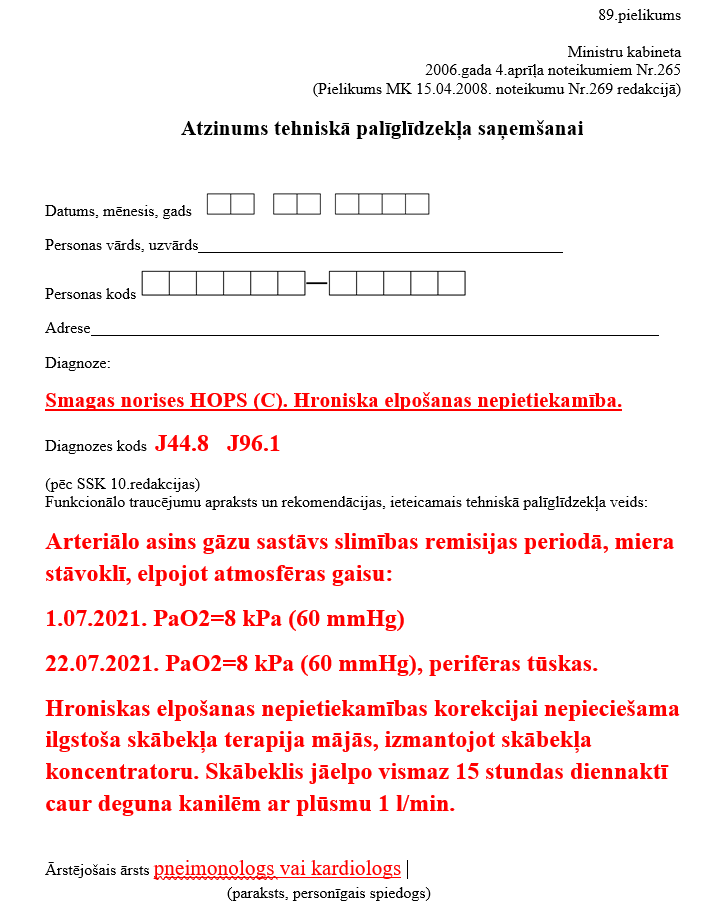 89.pielikums
Ministru kabineta
2006.gada 4.aprīļa noteikumiem Nr.265
(Pielikums MK 15.04.2008. noteikumu Nr.269 redakcijā)
Atzinums tehniskā palīglīdzekļa saņemšanai
Datums, mēnesis, gads
Personas vārds, uzvārds
Personas kods
Adrese
Diagnoze:
Smagas norises HOPS (C). Hroniska elpošanas nepietiekamība.
Diagnozes kods J44.8 J96.1
(pēc SSK 10.redakcijas)
Funkcionālo traucējumu apraksts un rekomendācijas, ieteicamais tehniskā palīglīdzekļa veids:
Arteriālo asins gāzu sastāvs slimības remisijas periodā, miera
stāvoklī, elpojot atmosfēras gaisu:
1.07.2021. PaO2=8 kPa (60 mmHg)
22.07.2021. PaO2=8 kPa (60 mmHg), perifēras tūskas.
Hroniskas elpošanas nepietiekamības korekcijai nepieciešama
ilgstoša skābekļa terapija mājās, izmantojot skābekļa
koncentratoru. Skābeklis jāelpo vismaz 15 stundas diennaktī
caur deguna kanilēm ar plūsmu 1 l/min.
Ārstējošais ārsts pneimonologs vai kardiologs
(paraksts, personīgais spiedogs)